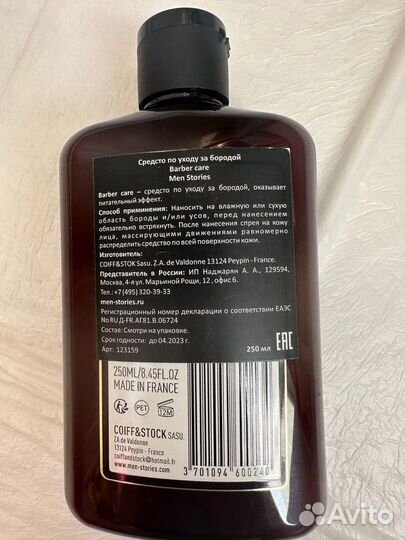 Средсто по уходу за бородой
Barber care
Men Stories
Barber care – средсто по уходу за бородой, оказывает
питательный эффект.
Способ приминения: Наносить на влажную или сухую
область бороды и/или усов, перед нанесением
обязательно встряхнуть. После нанесения спрея на кожу
лица, массирующими движениями равномерно
распределить средство по всей поверхности кожи.
Изготовитель:
COIFF&STOK Sasu. Z.A. de Valdonne 13124 Peypin- France.
Представитель в России: ИП Наджарян А. А., 129594,
Москва, 4-я ул. Марьиной Рощи, 12 , офис 6.
Тел.:+7 (495) 320-39-33
men-stories.ru
Регистрационный номер декларации о соответствии ЕАЭС
No RU Д-FR.АГ81.В.06724
Состав: Смотри на упаковке.
Срок годности: до 04.2023 г.
Арт.: 123159
250 мл
EAC
250ML/8.45FL.OZ
MADE IN FRANCE
PET
12M
COIFF&STOCK SASU.
ZA de Valdonne
13124 Peypin - France
coiffandstock@hotmail.fr
www.men-stories.com
3 701094 600240
Avito